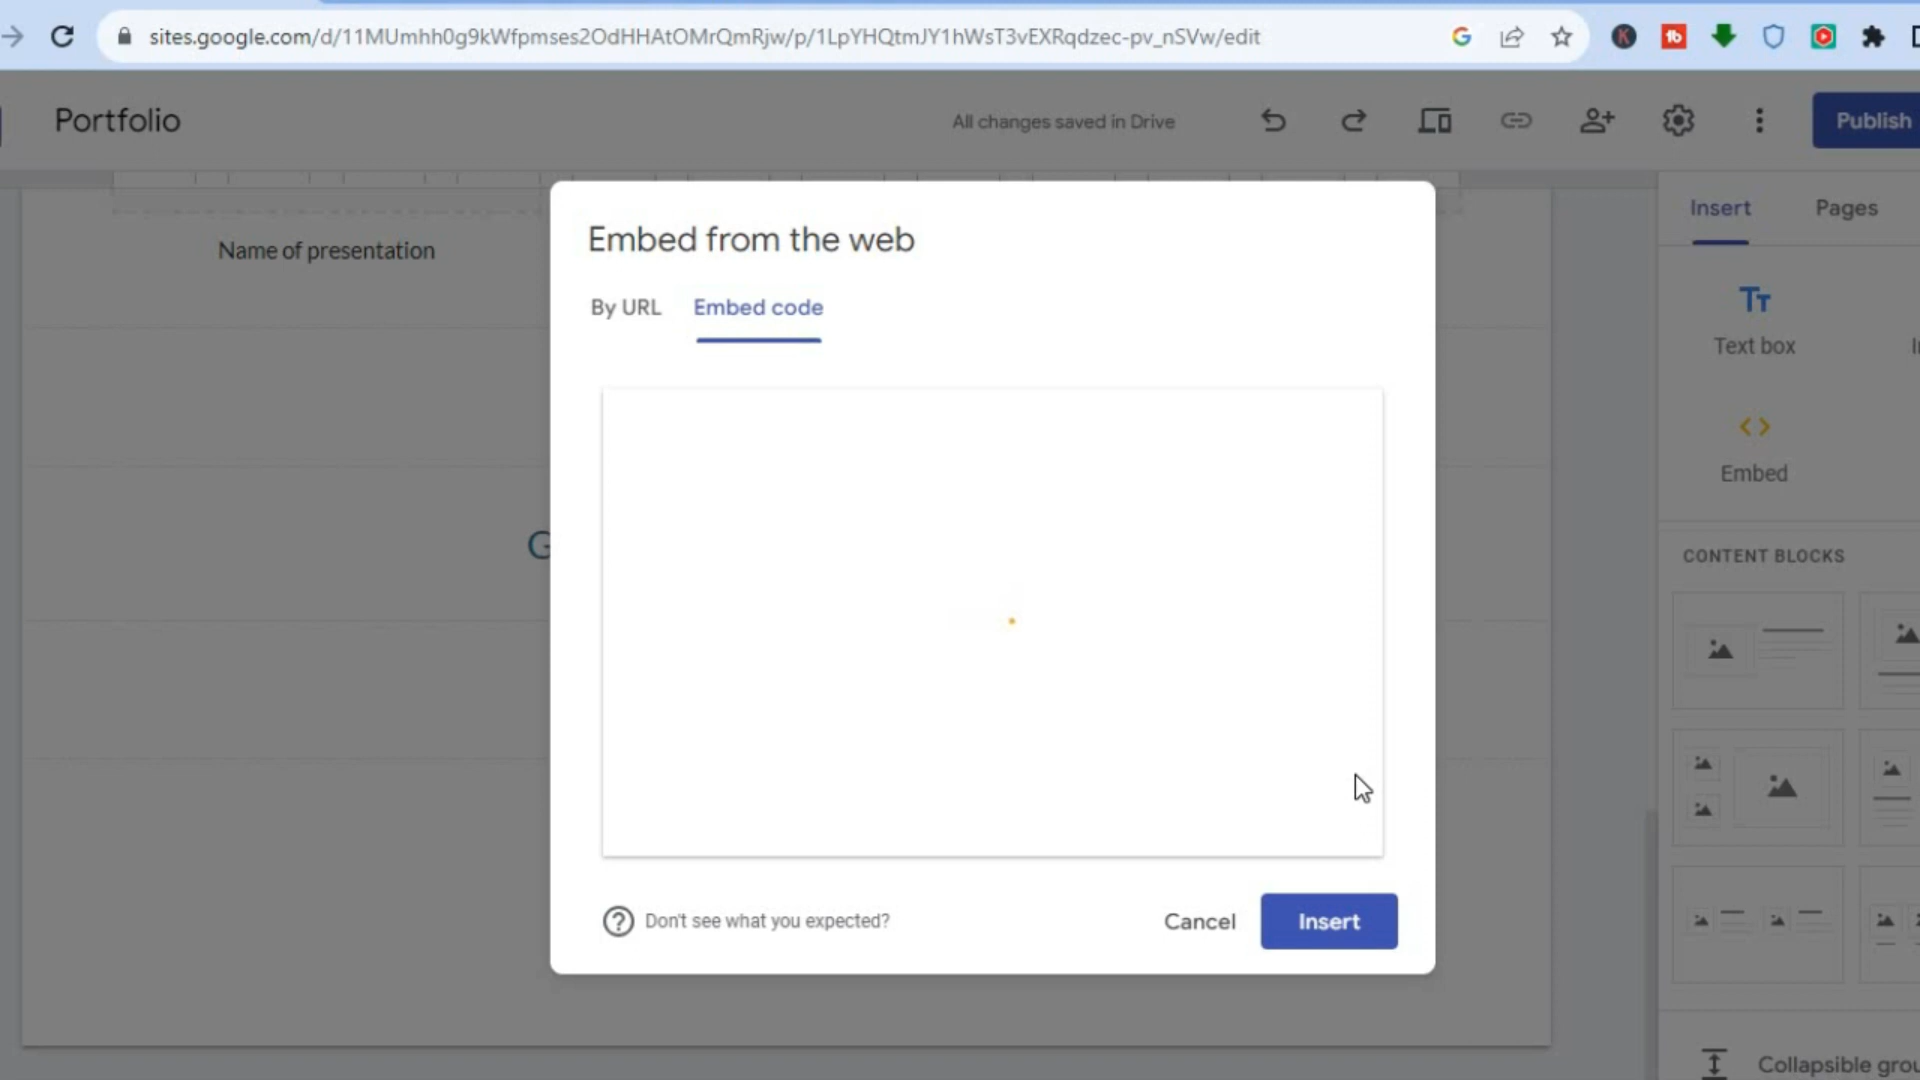 sites.google.com/d/11MUmhh0g9kWfpmses2OdHHAtOMrQmRjw/p/1LpYHQtmJY1hWsT3vEXRqdzec-pv_nSVw/edit
Portfolio
All changes saved in Drive
Publish
Insert
Pages
Name of presentation
Embed from the web
By URL
Embed code
Text box
Embed
CONTENT BLOCKS
Don't see what you expected?
Cancel
Insert
Collapsible